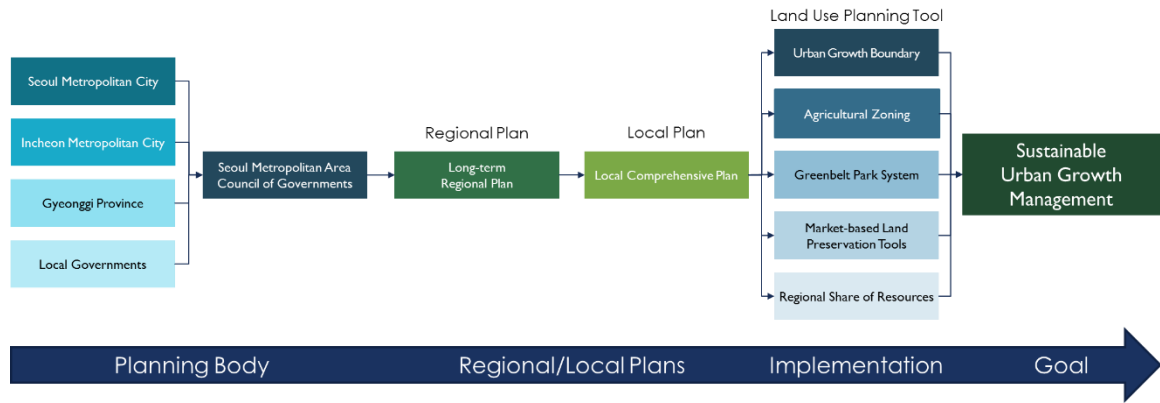 Land Use Planning Tool
Seoul Metropolitan City
Incheon Metropolitan City
Gyeonggi Province
Local Governments
Seoul Metropolitan Area
Council of Governments
Regional Plan
Long-term
Regional Plan
Local Plan
Local Comprehensive Plan
Urban Growth Boundary
Agricultural Zoning
Greenbelt Park System
Market-based Land
Preservation Tools
Regional Share of Resources
Sustainable
Urban Growth
Management
Planning Body
Regional/Local Plans
Implementation
Goal